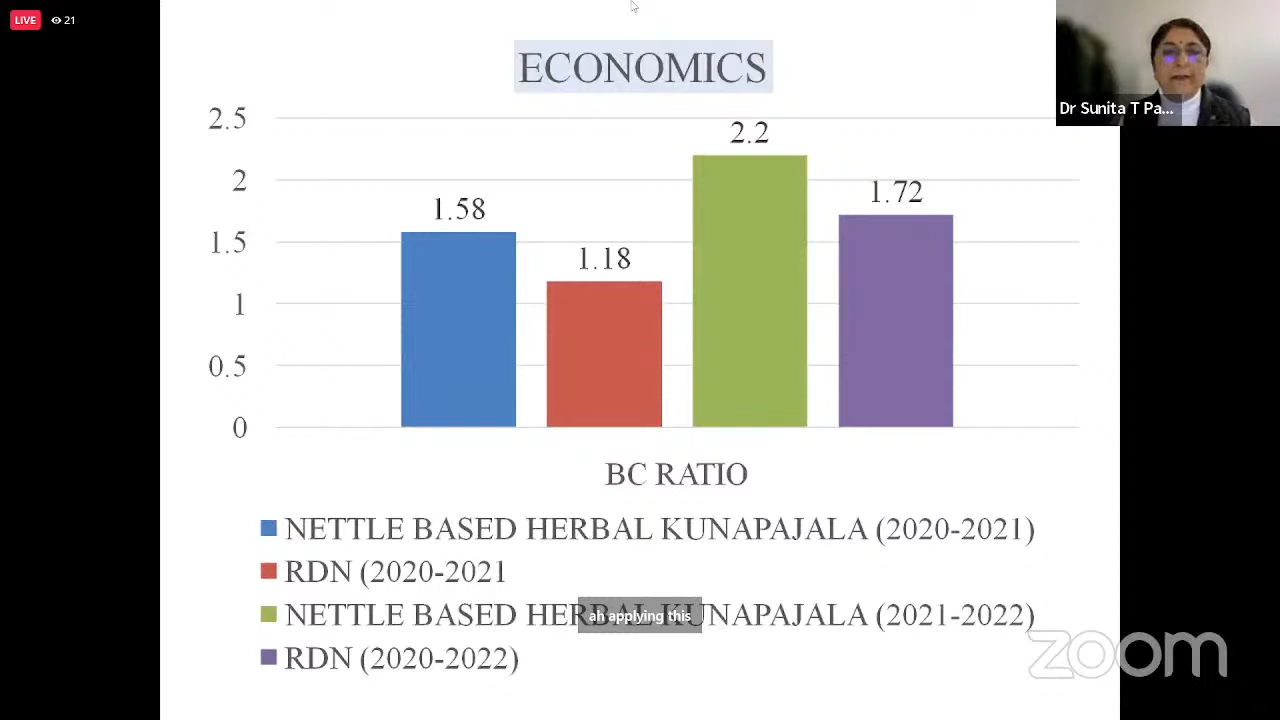 LIVE
21
ECONOMICS
Dr Sunita T Pa...
2.5
2
1.5
1
0.5
0
1.58
1.18
2.2
1.72
BC RATIO
NETTLE BASED HERBAL KUNAPAJALA (2020-2021)
RDN (2020-2021
NETTLE BASED HERBAL KUNAPAJALA (2021-2022)
ah applying this
RDN (2020-2022)
zoom